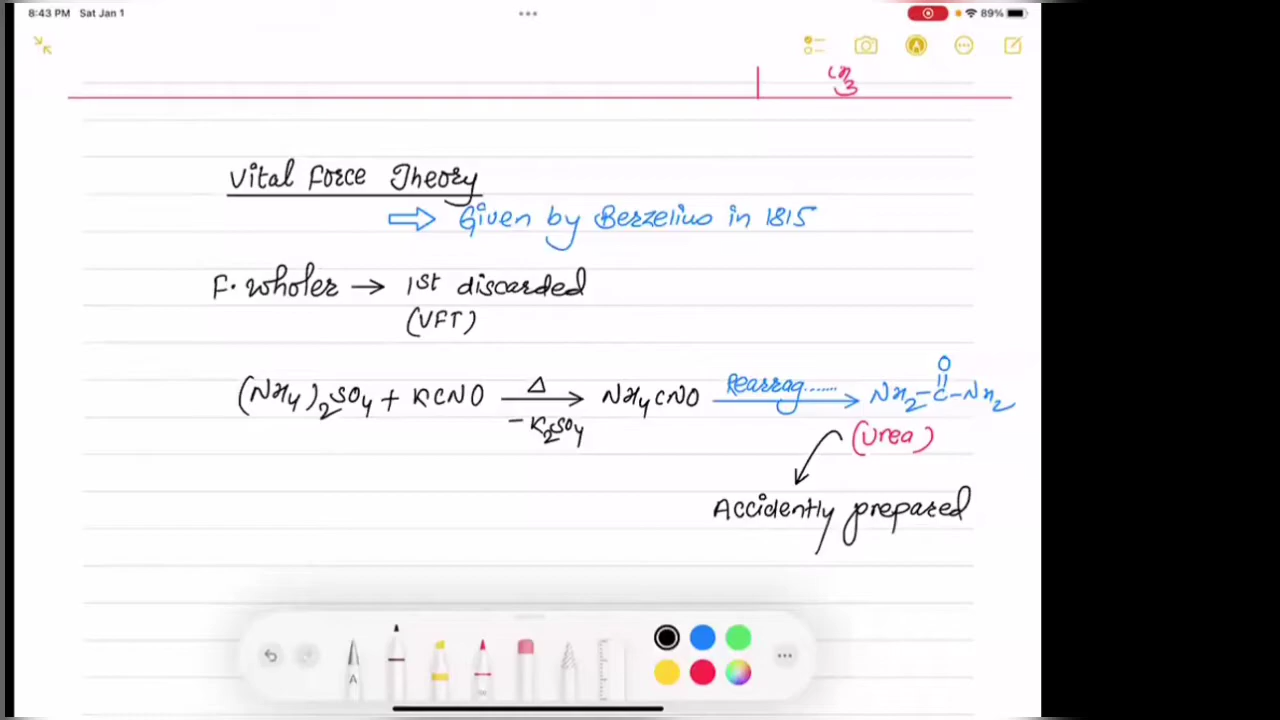 8:43 PM Sat Jan 1
89%
CH3
Vital Force Theory
⇒ Given by Berzelius in 1815
F. Wholer → 1st discarded
(VFT)
(NH4)2SO4 + KCNO Δ → - K2SO4 NH4CNO Rearrag...... → NH2-C(=O)-NH2
(Urea)
Accidently prepared